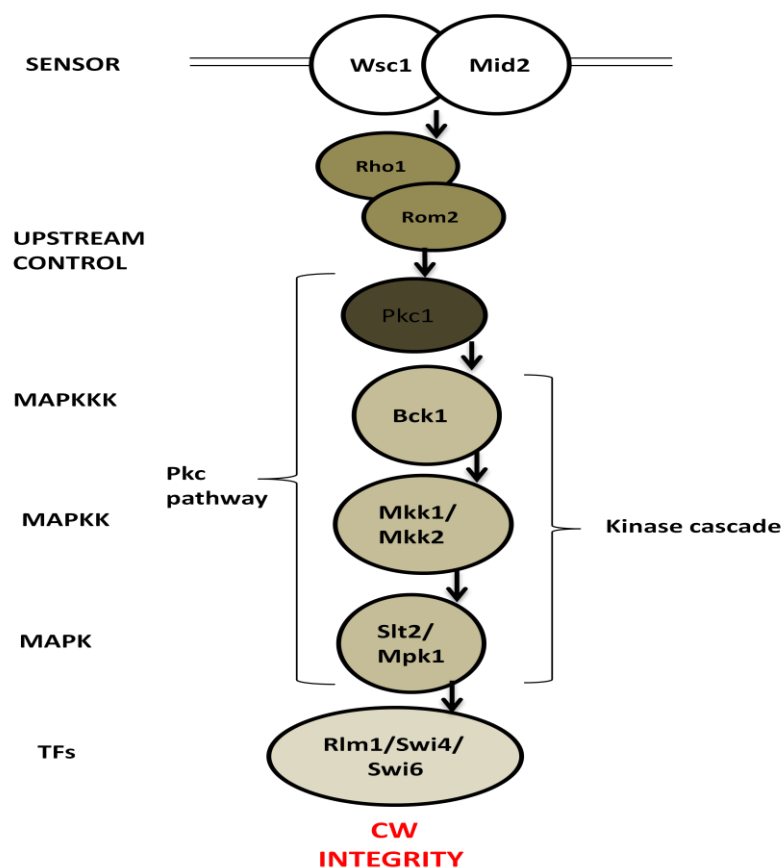 SENSOR
Wsc1
Mid2
Rho1
Rom2
UPSTREAM
CONTROL
Pkc1
MAPKKK
Bck1
Pkc
pathway
MAPKK
Mkk1/
Mkk2
Kinase cascade
MAPK
Slt2/
Mpk1
TFs
Rlm1/Swi4/
Swi6
CW
INTEGRITY